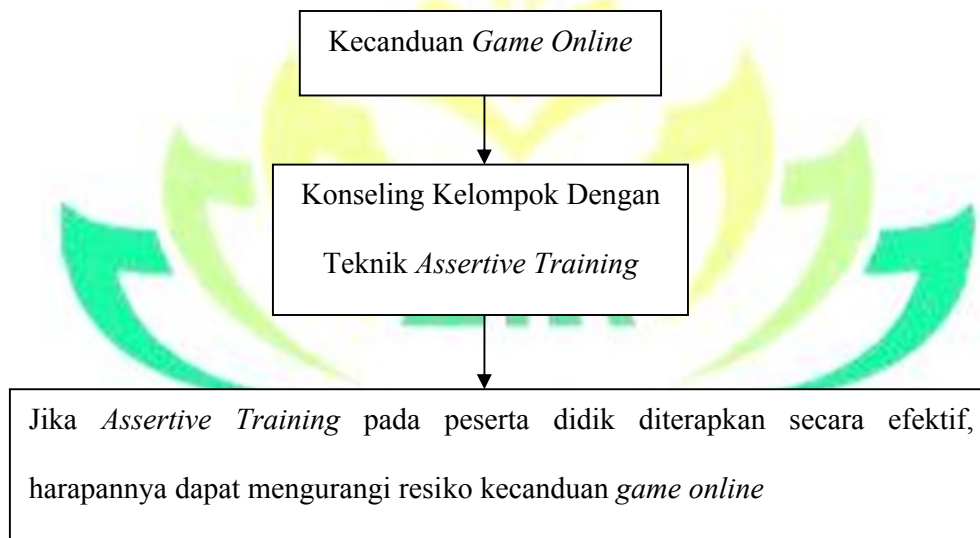 Kecanduan Game Online
Konseling Kelompok Dengan
Teknik Assertive Training
Jika Assertive Training pada peserta didik diterapkan secara efektif,
harapannya dapat mengurangi resiko kecanduan game online